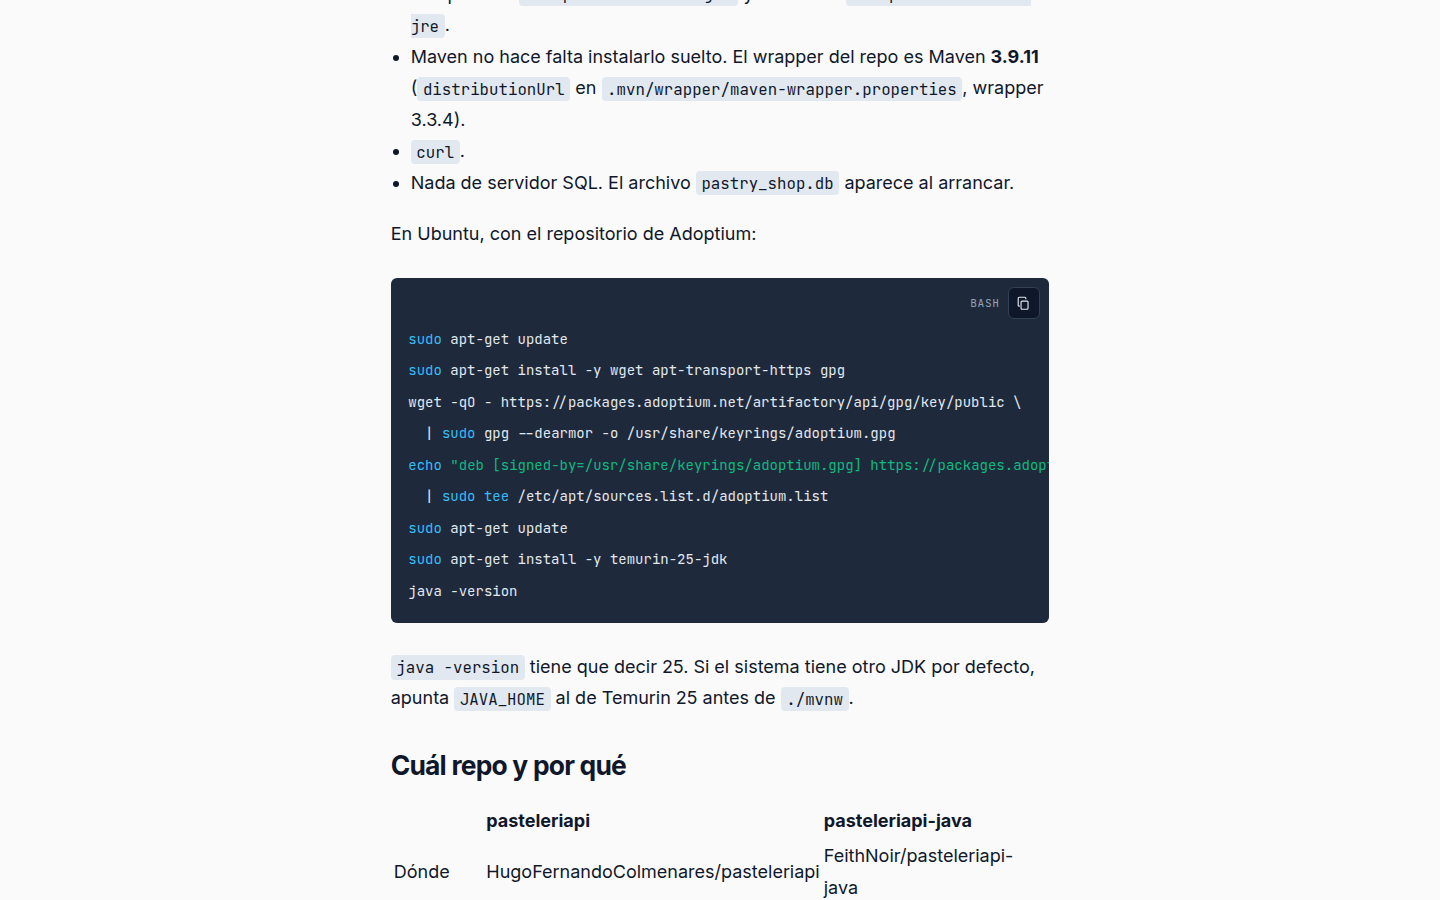 jre.
• Maven no hace falta instalarlo suelto. El wrapper del repo es Maven 3.9.11
(distributionUrl en .mvn/wrapper/maven-wrapper.properties, wrapper
3.3.4).
• curl.
• Nada de servidor SQL. El archivo pastry_shop.db aparece al arrancar.
En Ubuntu, con el repositorio de Adoptium:
BASH
sudo apt-get update
sudo apt-get install -y wget apt-transport-https gpg
wget -qO - https://packages.adoptium.net/artifactory/api/gpg/key/public \
| sudo gpg --dearmor -o /usr/share/keyrings/adoptium.gpg
echo "deb [signed-by=/usr/share/keyrings/adoptium.gpg] https://packages.adopt
| sudo tee /etc/apt/sources.list.d/adoptium.list
sudo apt-get update
sudo apt-get install -y temurin-25-jdk
java -version
java -version tiene que decir 25. Si el sistema tiene otro JDK por defecto,
apunta JAVA_HOME al de Temurin 25 antes de ./mvnw.
Cuál repo y por qué
pasteleriapi pasteleriapi-java
Dónde HugoFernandoColmenares/pasteleriapi FeithNoir/pasteleriapi-
java